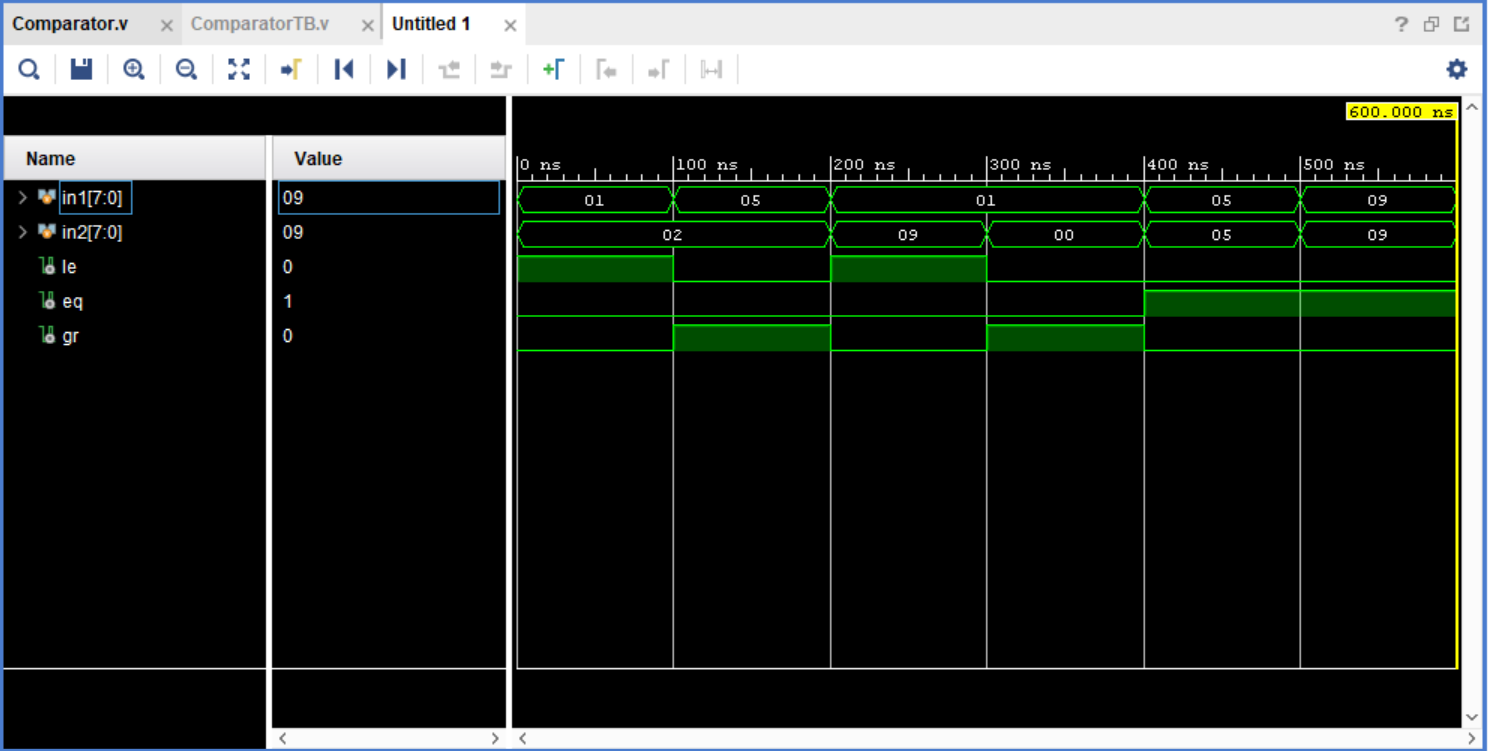 Comparator.v × ComparatorTB.v × Untitled 1 × ?
600.000 ns
Name Value 0 ns 100 ns 200 ns 300 ns 400 ns 500 ns
in1[7:0] 09 01 05 01 05 09
in2[7:0] 09 02 09 00 05 09
le 0
eq 1
gr 0